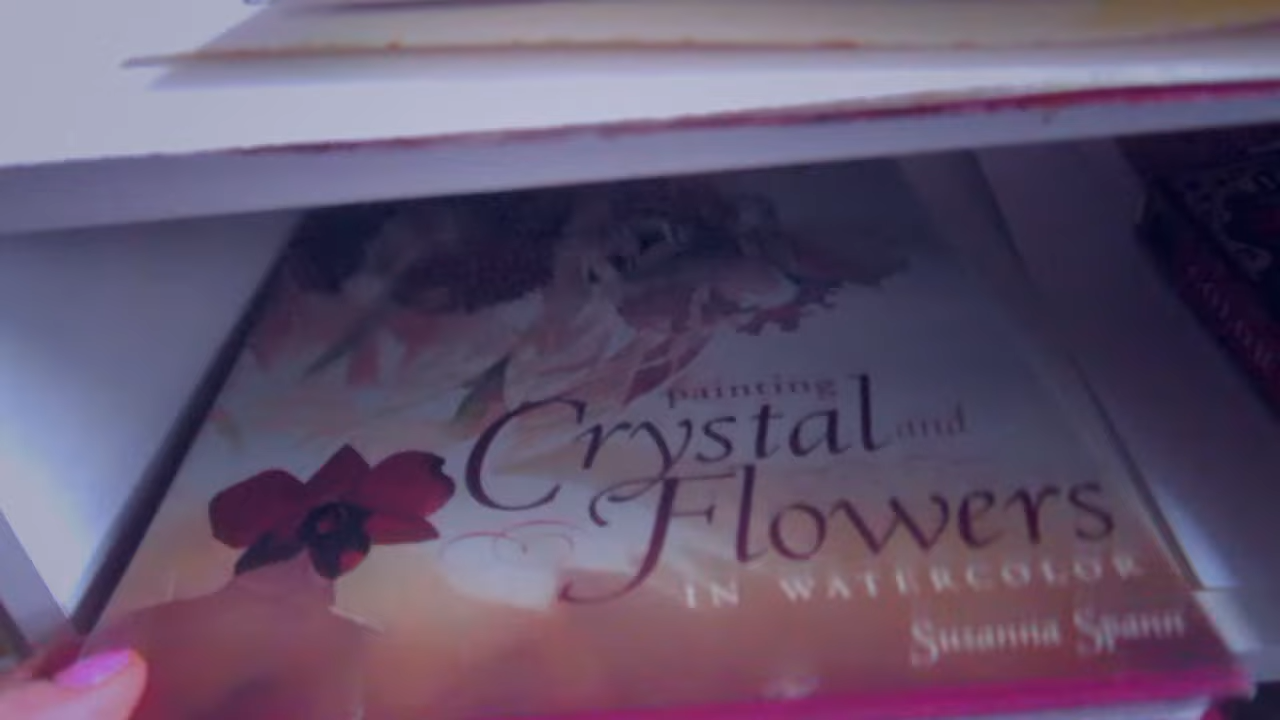 painting
Crystal and
Flowers
IN WATERCOLOR
Susanna Spann